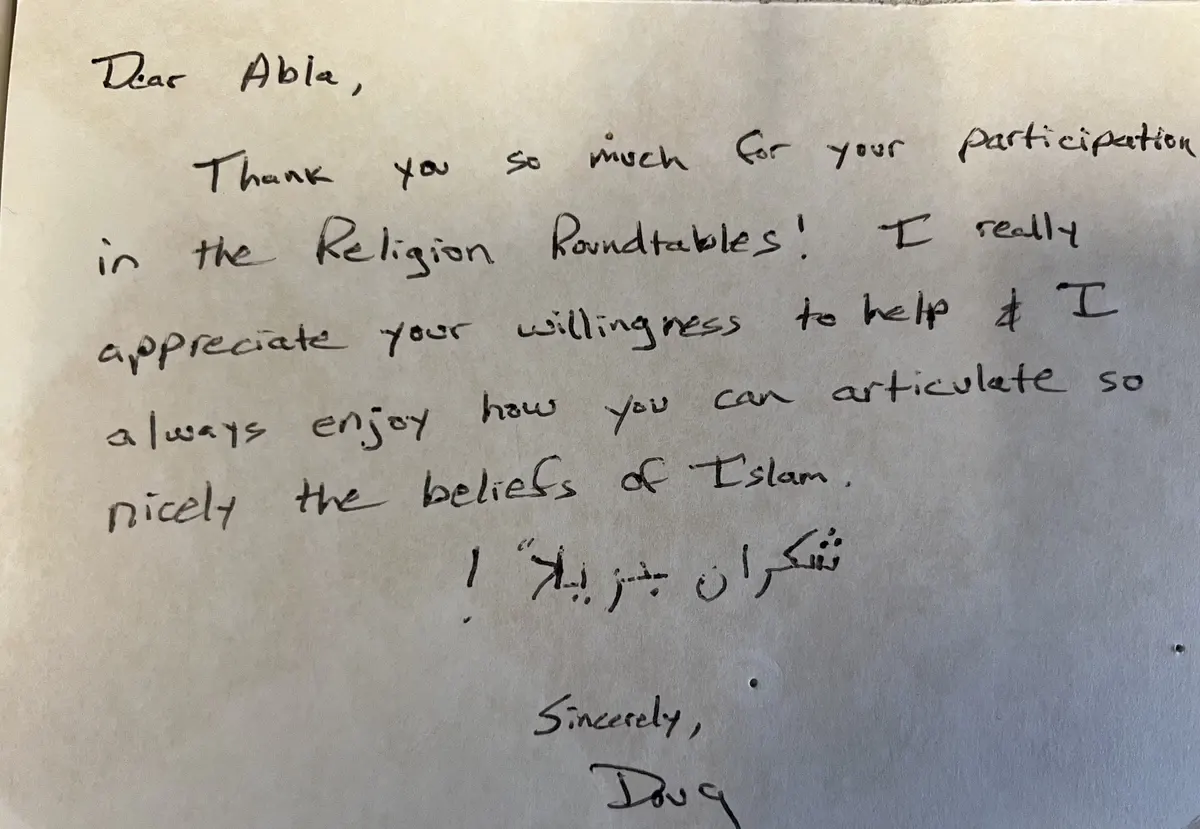 Dear Abla,
Thank you so much for your participation
in the Religion Roundtables! I really
appreciate your willingness to help & I
always enjoy how you can articulate so
nicely the beliefs of Islam.
شكران جزيلاً !
Sincerely,
Doug